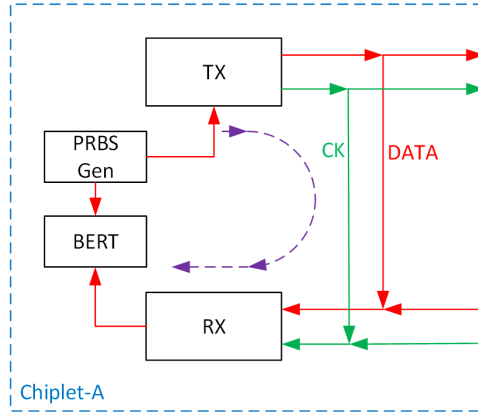 TX
PRBS
Gen
CK
DATA
BERT
RX
Chiplet-A